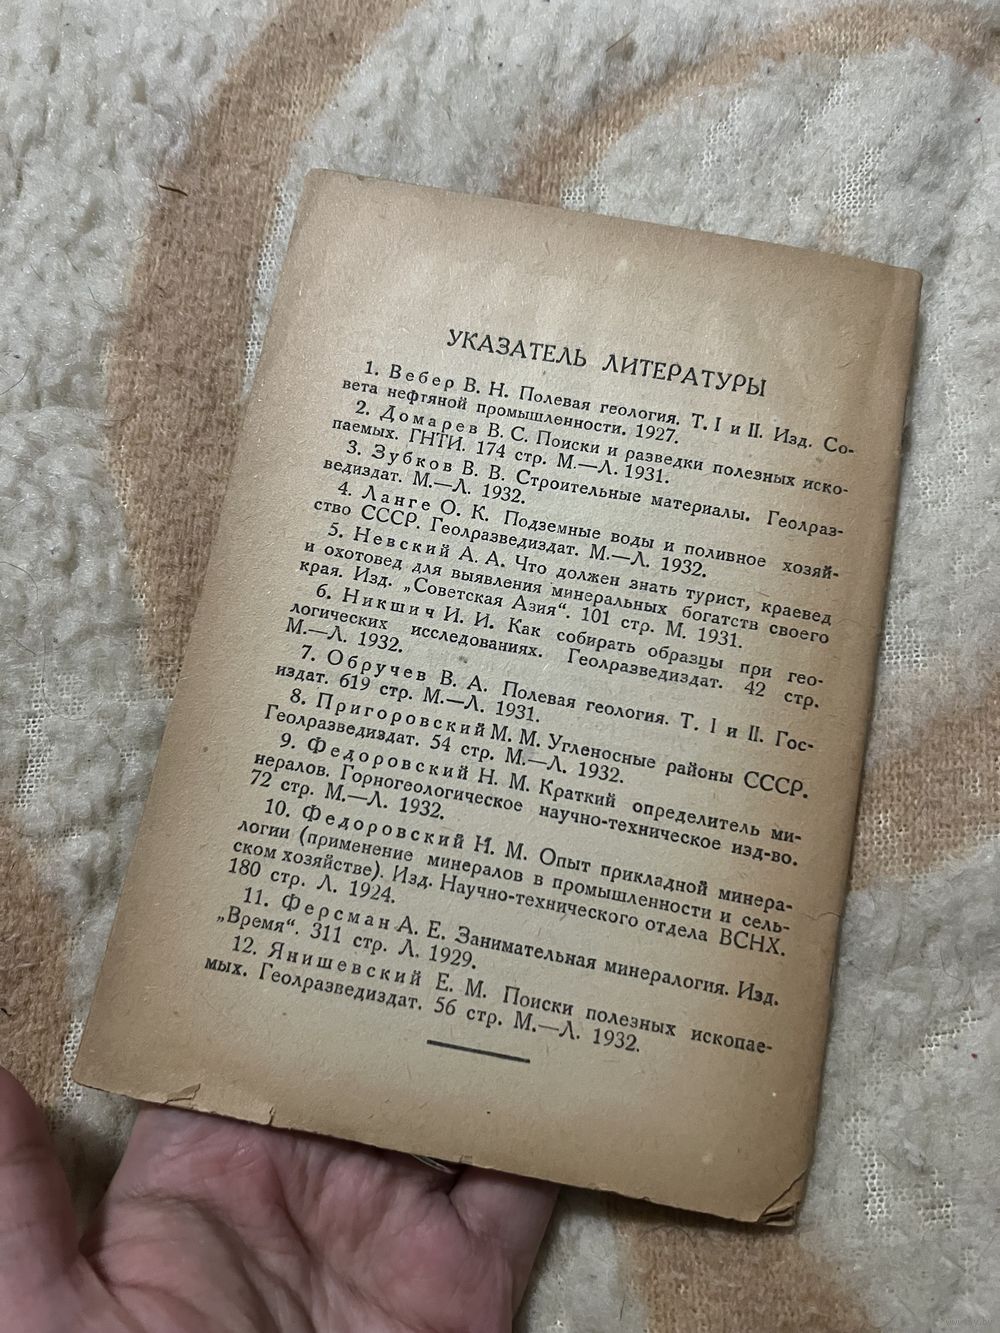 УКАЗАТЕЛЬ ЛИТЕРАТУРЫ
1. Вебер В. Н. Полевая геология. Т. I и II. Изд. Со-
вета нефтяной промышленности. 1927.
2. Домарев В. С. Поиски и разведки полезных иско-
паемых. ГНТИ. 174 стр. М.—Л. 1931.
3. Зубков В. В. Строительные материалы. Геолраз-
ведиздат. М.—Л. 1932.
4. Ланге О. К. Подземные воды и поливное хозяй-
ство СССР. Геолразведиздат. М.—Л. 1932.
5. Невский А. А. Что должен знать турист, краевед
и охотовед для выявления минеральных богатств своего
края. Изд. „Советская Азия“. 101 стр. М. 1931.
6. Никшич И. И. Как собирать образцы при гео-
логических исследованиях. Геолразведиздат. 42 стр.
М.—Л. 1932.
7. Обручев В. А. Полевая геология. Т. I и II. Гос-
издат. 619 стр. М.—Л. 1931.
8. Пригоровский М. М. Угленосные районы СССР.
Геолразведиздат. 54 стр. М.—Л. 1932.
9. Федоровский Н. М. Краткий определитель ми-
нералов. Горногеологическое научно-техническое изд-во.
72 стр. М.—Л. 1932.
10. Федоровский Н. М. Опыт прикладной минера-
логии (применение минералов в промышленности и сель-
ском хозяйстве). Изд. Научно-технического отдела ВСНХ.
180 стр. Л. 1924.
11. Ферсман А. Е. Занимательная минералогия. Изд.
„Время“. 311 стр. Л. 1929.
12. Янишевский Е. М. Поиски полезных ископае-
мых. Геолразведиздат. 56 стр. М.—Л. 1932.